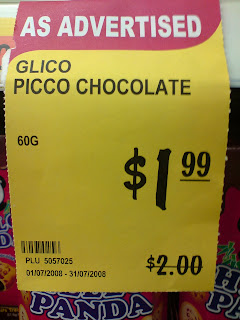 AS ADVERTISED
GLICO
PICCO CHOCOLATE
60G
$1.99
PLU 5057025
01/07/2008 - 31/07/2008
$2.00
PANDA
PANDA